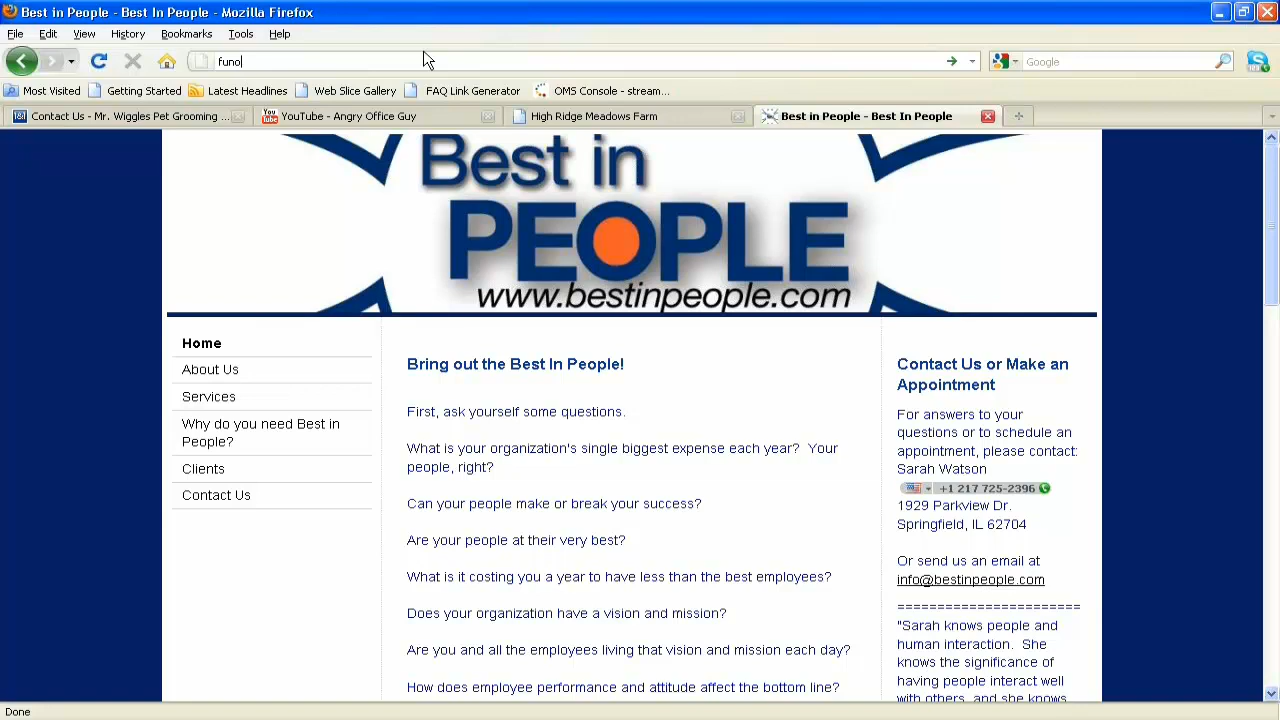 Best in People - Best In People - Mozilla Firefox
File Edit View History Bookmarks Tools Help
funo
Google
Most Visited Getting Started Latest Headlines Web Slice Gallery FAQ Link Generator OMS Console - stream...
Contact Us - Mr. Wiggles Pet Grooming ... You Tube YouTube - Angry Office Guy High Ridge Meadows Farm Best in People - Best In People
Best in
PEOPLE
www.bestinpeople.com
Home
About Us
Services
Why do you need Best in
People?
Clients
Contact Us
Bring out the Best In People!
First, ask yourself some questions.
What is your organization's single biggest expense each year? Your
people, right?
Can your people make or break your success?
Are your people at their very best?
What is it costing you a year to have less than the best employees?
Does your organization have a vision and mission?
Are you and all the employees living that vision and mission each day?
How does employee performance and attitude affect the bottom line?
Contact Us or Make an
Appointment
For answers to your
questions or to schedule an
appointment, please contact:
Sarah Watson
+1 217 725-2396
1929 Parkview Dr.
Springfield, IL 62704
Or send us an email at
info@bestinpeople.com
=======================
"Sarah knows people and
human interaction. She
knows the significance of
having people interact well
with others, and she knows
Done